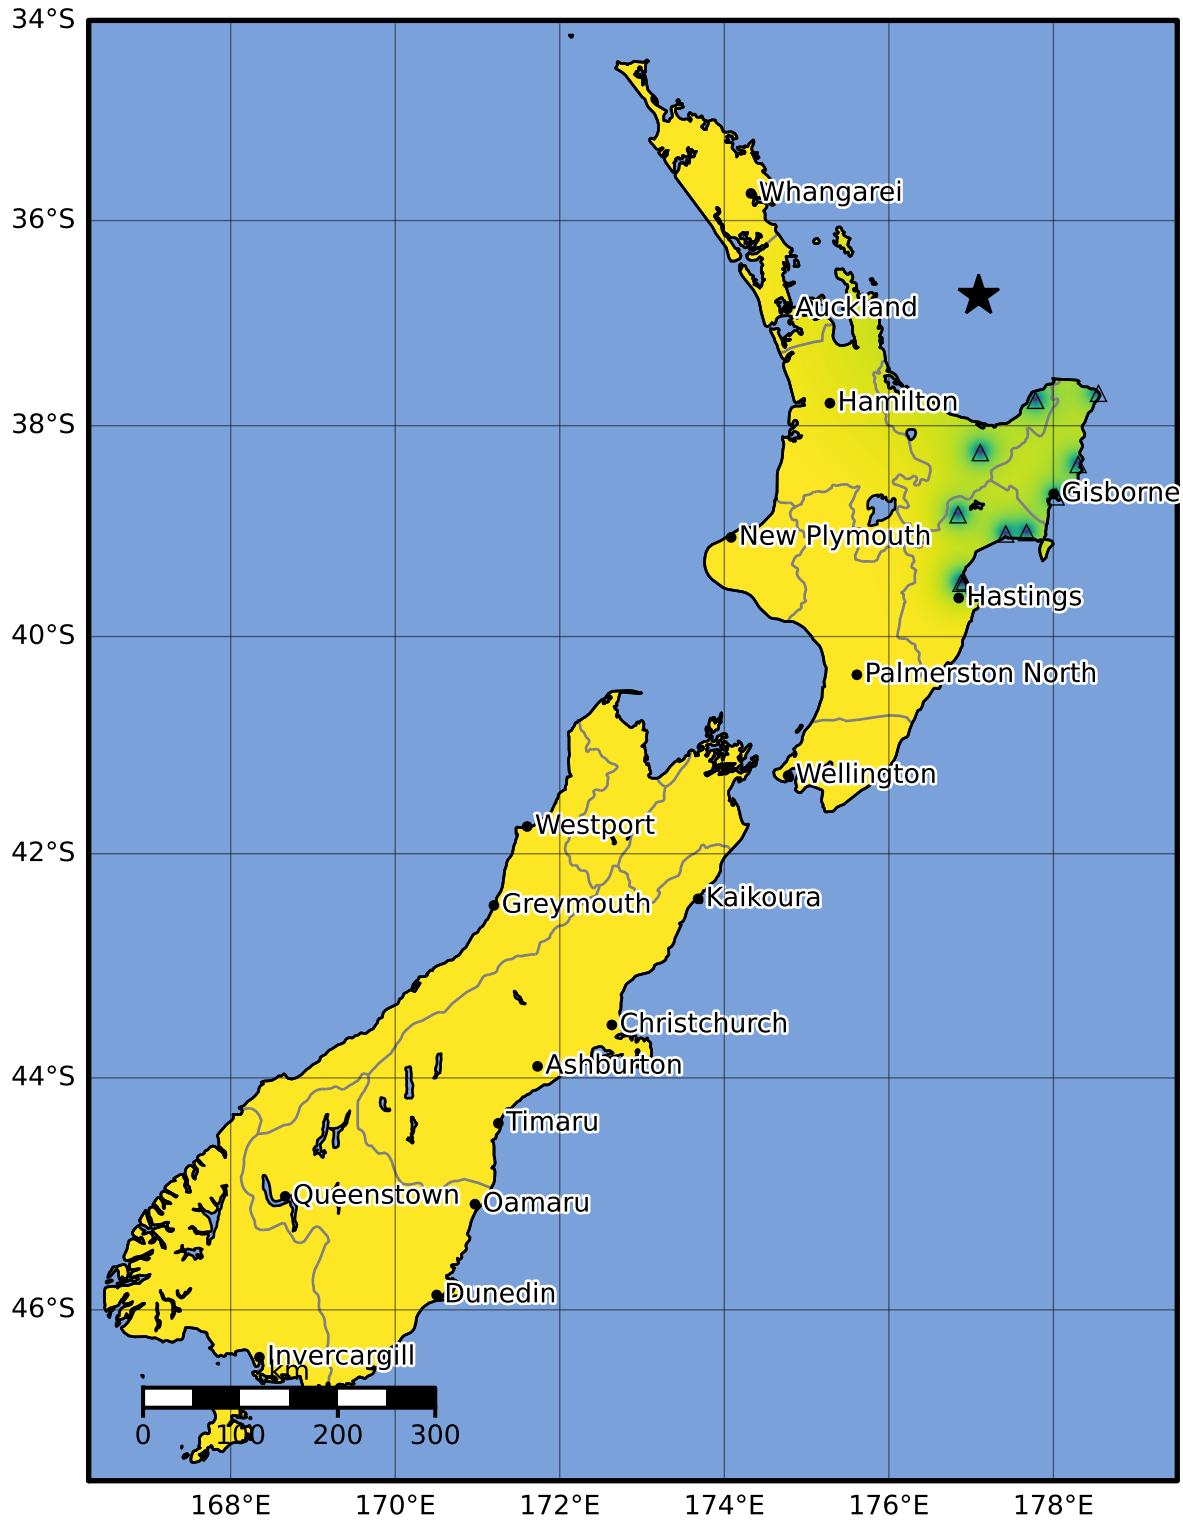 34°S
Whangarei
36°S
Auckland
Hamilton
38°S
Gisborne
New Plymouth
Hastings
40°S
Palmerston North
Wellington
Westport
42°S
Kaikoura
Greymouth
Christchurch
Ashburton
44°S
Timaru
Queenstown
Oamaru
Dunedin
46°S
Invercargill
km
0 100 200 300
168°E 170°E 172°E 174°E 176°E 178°E